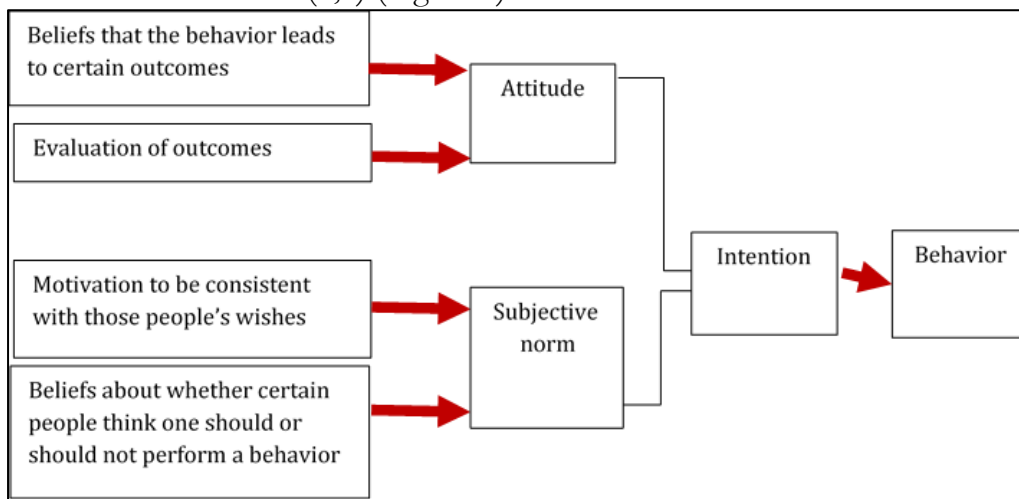 Beliefs that the behavior leads
to certain outcomes
Attitude
Evaluation of outcomes
Intention
Behavior
Motivation to be consistent
with those people's wishes
Subjective
norm
Beliefs about whether certain
people think one should or
should not perform a behavior